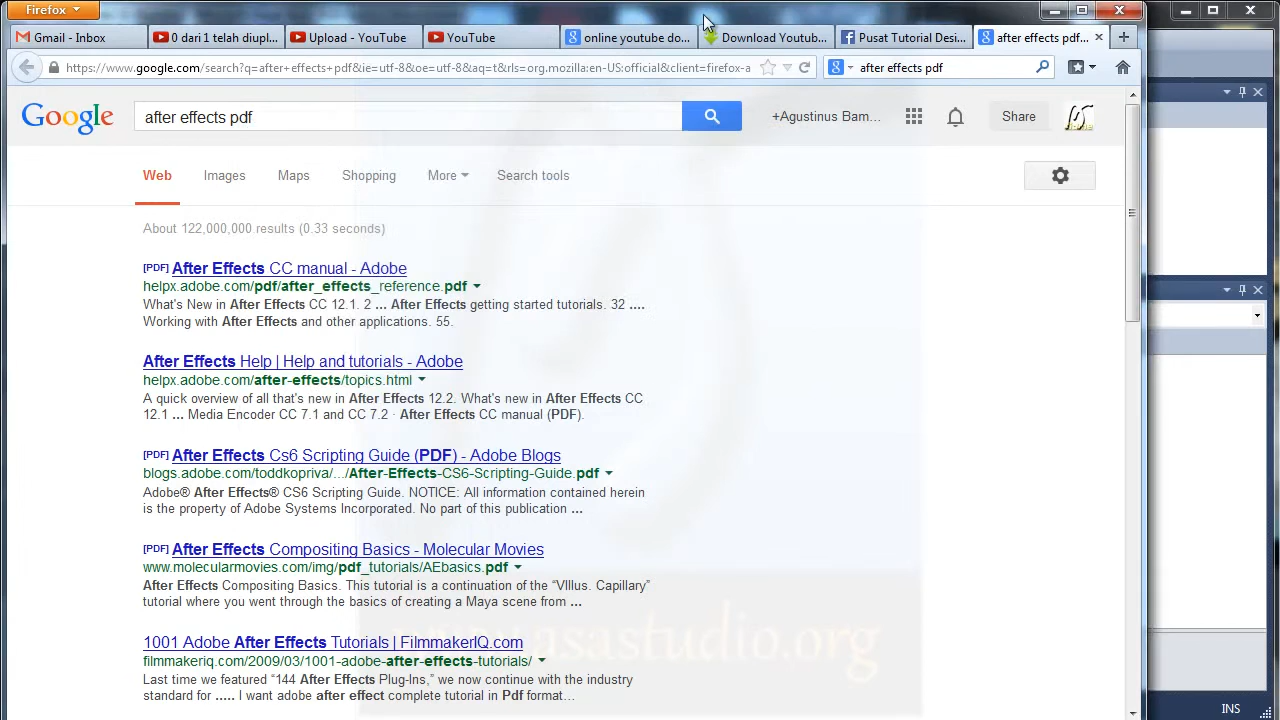 Firefox
Gmail - Inbox
0 dari 1 telah diupl...
Upload - YouTube
YouTube
online youtube do...
Download Youtub...
Pusat Tutorial Desi...
after effects pdf...
https://www.google.com/search?q=after+effects+pdf&ie=utf-8&oe=utf-8&aq=t&rls=org.mozilla:en-US:official&client=firefox-a
after effects pdf
Google
after effects pdf
+Agustinus Bam...
Share
Web
Images
Maps
Shopping
More
Search tools
About 122,000,000 results (0.33 seconds)
[PDF] After Effects CC manual - Adobe
helpx.adobe.com/pdf/after_effects_reference.pdf
What's New in After Effects CC 12.1. 2 ... After Effects getting started tutorials. 32 ....
Working with After Effects and other applications. 55.
After Effects Help | Help and tutorials - Adobe
helpx.adobe.com/after-effects/topics.html
A quick overview of all that's new in After Effects 12.2. What's new in After Effects CC
12.1 ... Media Encoder CC 7.1 and CC 7.2 · After Effects CC manual (PDF).
[PDF] After Effects Cs6 Scripting Guide (PDF) - Adobe Blogs
blogs.adobe.com/toddkopriva/.../After-Effects-CS6-Scripting-Guide.pdf
Adobe® After Effects® CS6 Scripting Guide. NOTICE: All information contained herein
is the property of Adobe Systems Incorporated. No part of this publication ...
[PDF] After Effects Compositing Basics - Molecular Movies
www.molecularmovies.com/img/pdf_tutorials/AEbasics.pdf
After Effects Compositing Basics. This tutorial is a continuation of the “VIllus. Capillary”
tutorial where you went through the basics of creating a Maya scene from ...
1001 Adobe After Effects Tutorials | FilmmakerIQ.com
filmmakeriq.com/2009/03/1001-adobe-after-effects-tutorials/
Last time we featured “144 After Effects Plug-Ins,” we now continue with the industry
standard for ..... I want adobe after effect complete tutorial in Pdf format...
INS